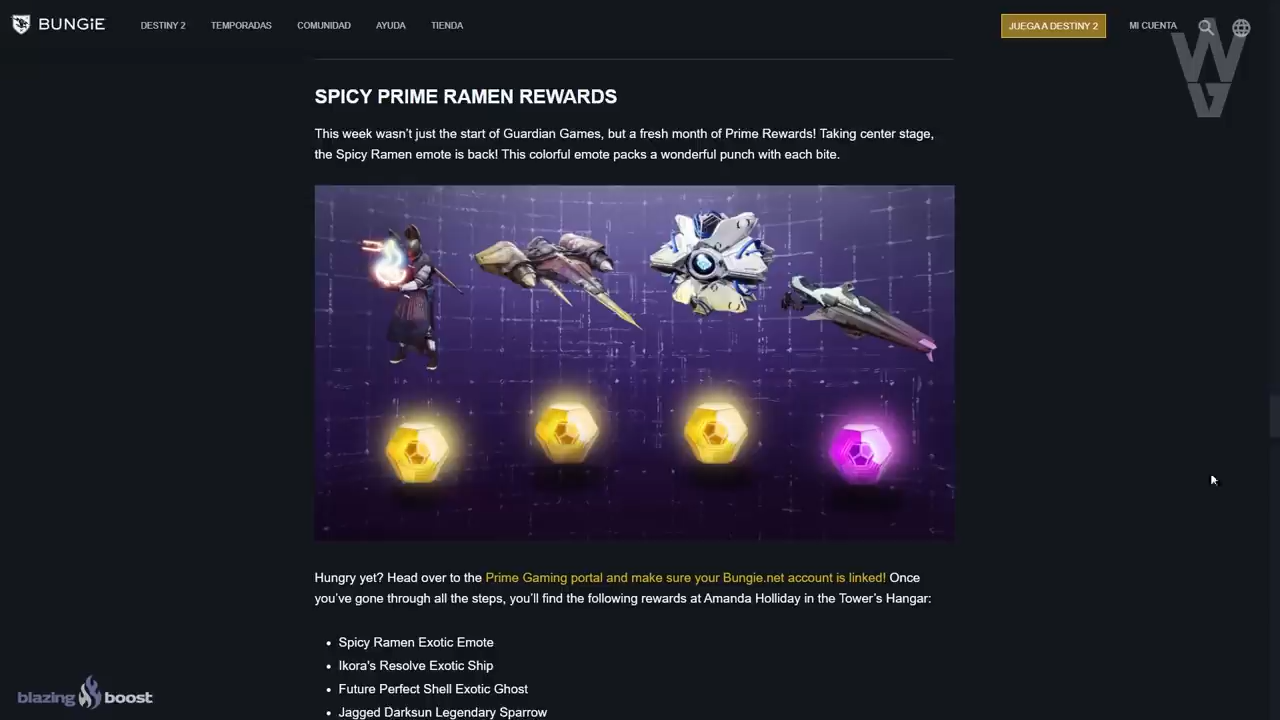 BUNGiE DESTINY 2 TEMPORADAS COMUNIDAD AYUDA TIENDA JUEGA A DESTINY 2 MI CUENTA
WG
SPICY PRIME RAMEN REWARDS
This week wasn't just the start of Guardian Games, but a fresh month of Prime Rewards! Taking center stage,
the Spicy Ramen emote is back! This colorful emote packs a wonderful punch with each bite.
Hungry yet? Head over to the Prime Gaming portal and make sure your Bungie.net account is linked! Once
you've gone through all the steps, you'll find the following rewards at Amanda Holliday in the Tower's Hangar:
• Spicy Ramen Exotic Emote
• Ikora's Resolve Exotic Ship
• Future Perfect Shell Exotic Ghost
• Jagged Darksun Legendary Sparrow
blazing boost